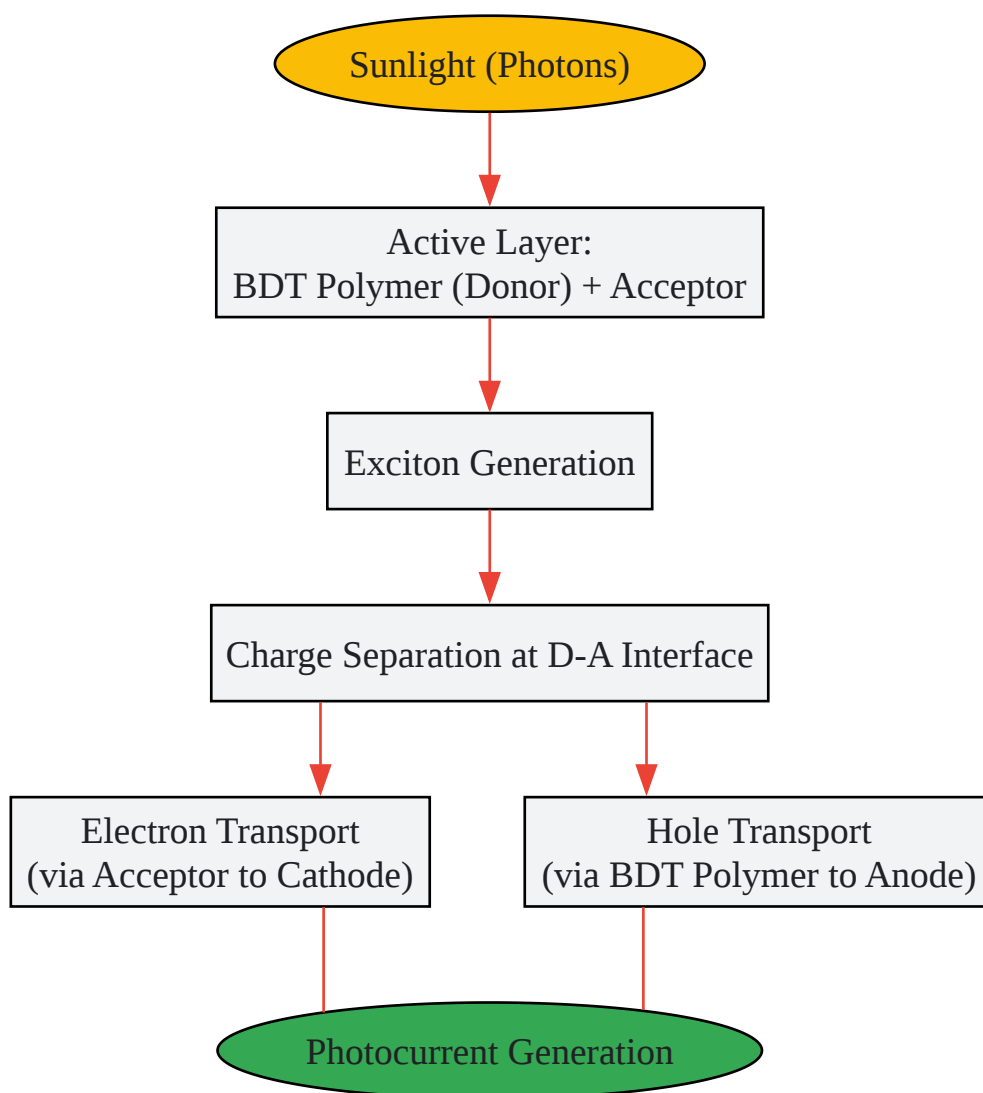 Sunlight (Photons)
Active Layer:
BDT Polymer (Donor) + Acceptor
Exciton Generation
Charge Separation at D-A Interface
Electron Transport
(via Acceptor to Cathode)
Hole Transport
(via BDT Polymer to Anode)
Photocurrent Generation